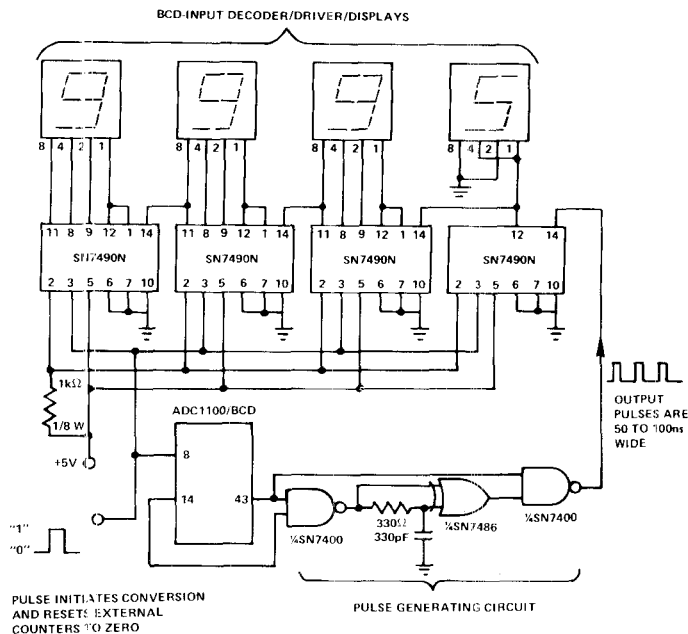 BCD-INPUT DECODER/DRIVER/DISPLAYS
9 9 9 5
8 4 2 1 8 4 2 1 8 4 2 1 8 4 2 1
11 8 9 12 1 14 11 8 9 12 1 14 11 8 9 12 1 14 12 14
SN7490N SN7490N SN7490N SN7490N
2 3 5 6 7 10 2 3 5 6 7 10 2 3 5 6 7 10 2 3 5 6 7 10
1kΩ
1/8 W
+5V
ADC1100/BCD
8
14 43
OUTPUT
PULSES ARE
50 TO 100ns
WIDE
330Ω
330pF
¼SN7400
¼SN7486
¼SN7400
"1"
"0"
PULSE INITIATES CONVERSION
AND RESETS EXTERNAL
COUNTERS TO ZERO
PULSE GENERATING CIRCUIT